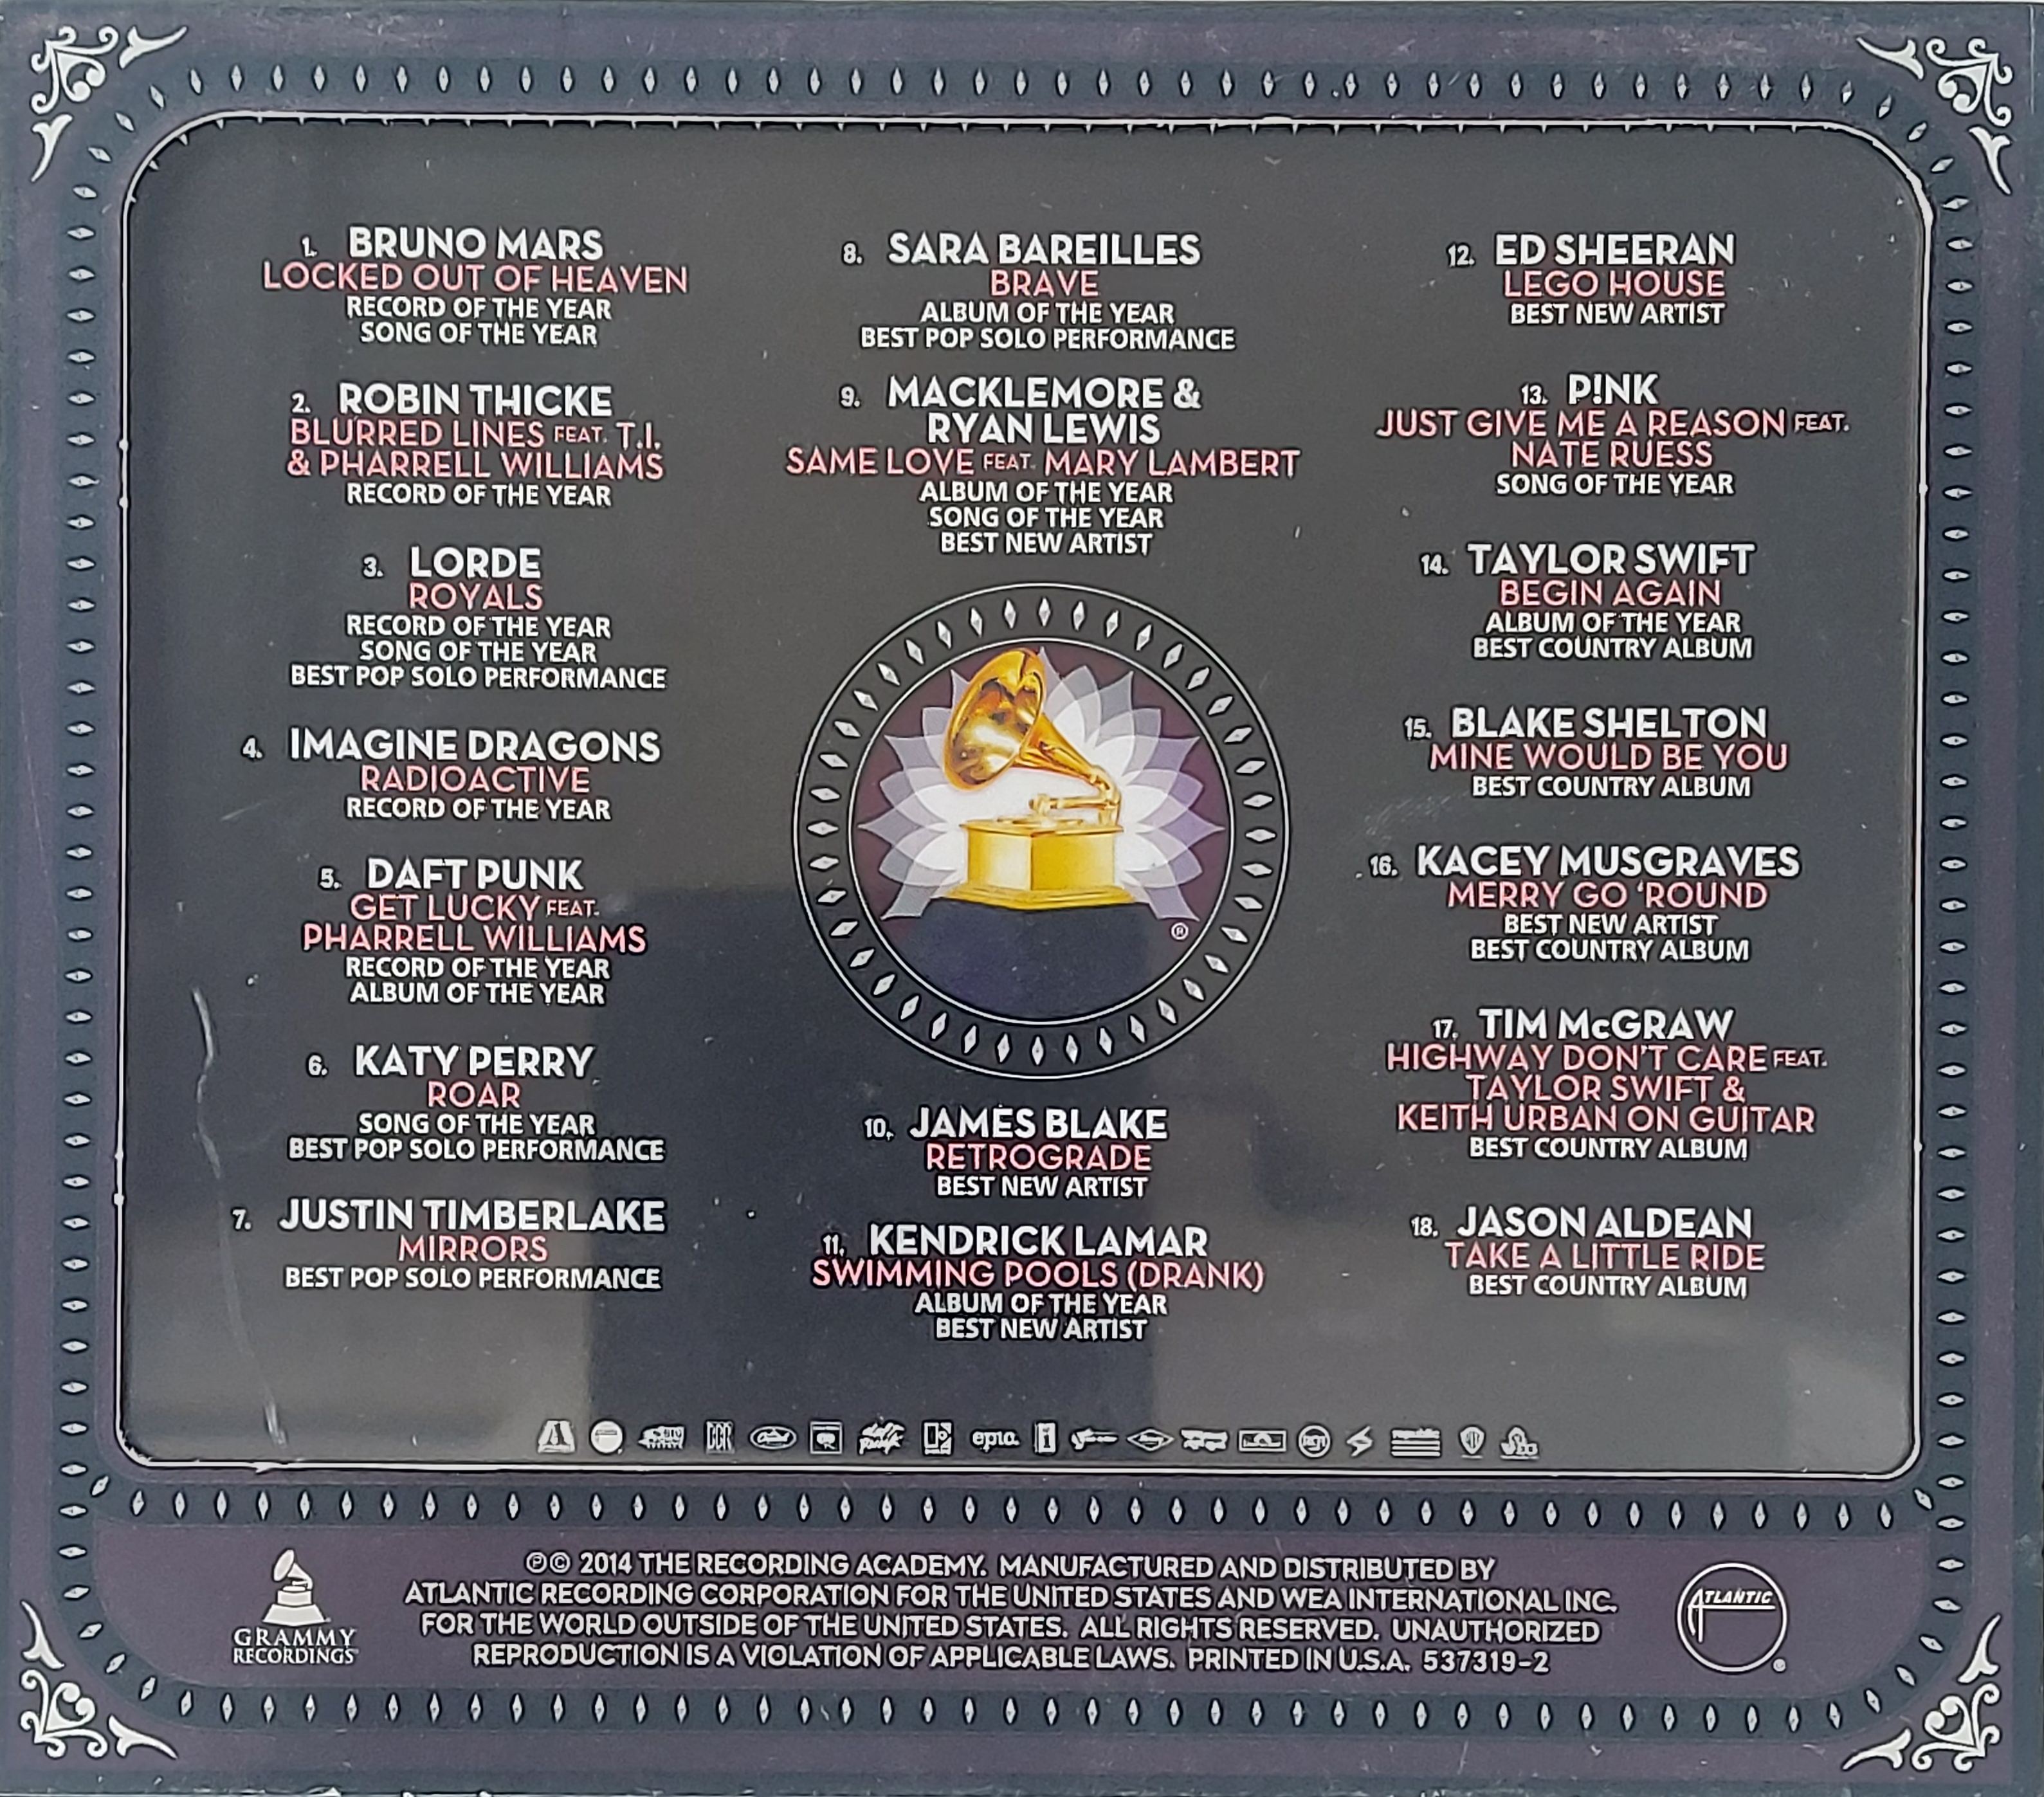 1. BRUNO MARS
LOCKED OUT OF HEAVEN
RECORD OF THE YEAR
SONG OF THE YEAR
2. ROBIN THICKE
BLURRED LINES FEAT. T.I.
& PHARRELL WILLIAMS
RECORD OF THE YEAR
3. LORDE
ROYALS
RECORD OF THE YEAR
SONG OF THE YEAR
BEST POP SOLO PERFORMANCE
4. IMAGINE DRAGONS
RADIOACTIVE
RECORD OF THE YEAR
5. DAFT PUNK
GET LUCKY FEAT.
PHARRELL WILLIAMS
RECORD OF THE YEAR
ALBUM OF THE YEAR
6. KATY PERRY
ROAR
SONG OF THE YEAR
BEST POP SOLO PERFORMANCE
7. JUSTIN TIMBERLAKE
MIRRORS
BEST POP SOLO PERFORMANCE
8. SARA BAREILLES
BRAVE
ALBUM OF THE YEAR
BEST POP SOLO PERFORMANCE
9. MACKLEMORE &
RYAN LEWIS
SAME LOVE FEAT. MARY LAMBERT
ALBUM OF THE YEAR
SONG OF THE YEAR
BEST NEW ARTIST
®
10. JAMES BLAKE
RETROGRADE
BEST NEW ARTIST
11. KENDRICK LAMAR
SWIMMING POOLS (DRANK)
ALBUM OF THE YEAR
BEST NEW ARTIST
12. ED SHEERAN
LEGO HOUSE
BEST NEW ARTIST
13. P!NK
JUST GIVE ME A REASON FEAT.
NATE RUESS
SONG OF THE YEAR
14. TAYLOR SWIFT
BEGIN AGAIN
ALBUM OF THE YEAR
BEST COUNTRY ALBUM
15. BLAKE SHELTON
MINE WOULD BE YOU
BEST COUNTRY ALBUM
16. KACEY MUSGRAVES
MERRY GO 'ROUND
BEST NEW ARTIST
BEST COUNTRY ALBUM
17. TIM McGRAW
HIGHWAY DON'T CARE FEAT.
TAYLOR SWIFT &
KEITH URBAN ON GUITAR
BEST COUNTRY ALBUM
18. JASON ALDEAN
TAKE A LITTLE RIDE
BEST COUNTRY ALBUM
Capitol epic RCA republic
GRAMMY
RECORDINGS
℗© 2014 THE RECORDING ACADEMY. MANUFACTURED AND DISTRIBUTED BY
ATLANTIC RECORDING CORPORATION FOR THE UNITED STATES AND WEA INTERNATIONAL INC.
FOR THE WORLD OUTSIDE OF THE UNITED STATES. ALL RIGHTS RESERVED. UNAUTHORIZED
REPRODUCTION IS A VIOLATION OF APPLICABLE LAWS. PRINTED IN U.S.A. 537319-2
ATLANTIC
®